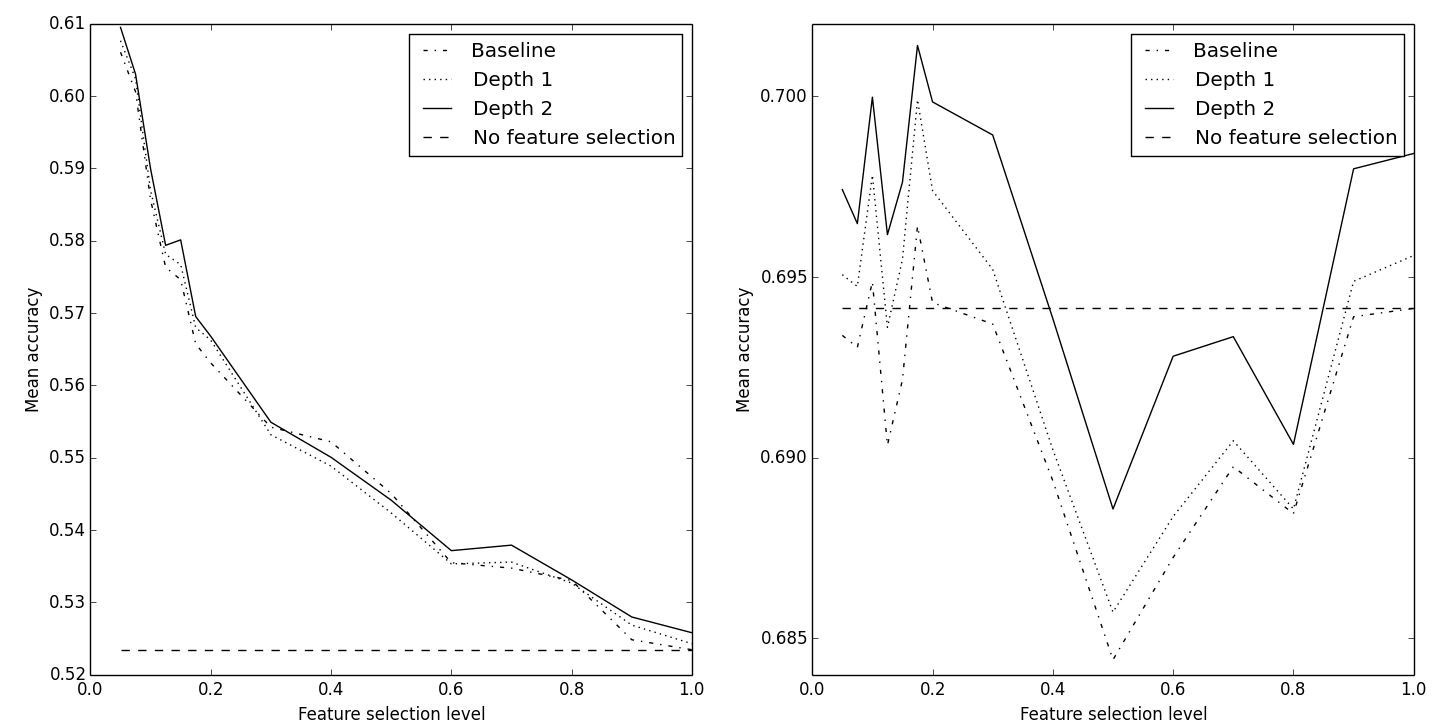 0.61
0.60
0.59
0.58
0.57
0.56
0.55
0.54
0.53
0.52
Mean accuracy
Baseline
Depth 1
Depth 2
No feature selection
0.0 0.2 0.4 0.6 0.8 1.0
Feature selection level
0.700
0.695
0.690
0.685
Mean accuracy
Baseline
Depth 1
Depth 2
No feature selection
0.0 0.2 0.4 0.6 0.8 1.0
Feature selection level